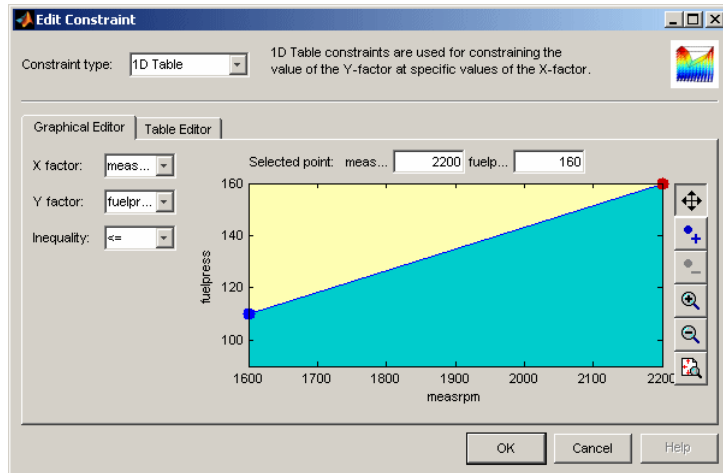 Edit Constraint
Constraint type: 1D Table
1D Table constraints are used for constraining the
value of the Y-factor at specific values of the X-factor.
Graphical Editor Table Editor
X factor: meas...
Y factor: fuelpr...
Inequality: <=
Selected point: meas... 2200 fuelp... 160
160
140
120
100
fuelpress
1600 1700 1800 1900 2000 2100 2200
measrpm
OK Cancel Help